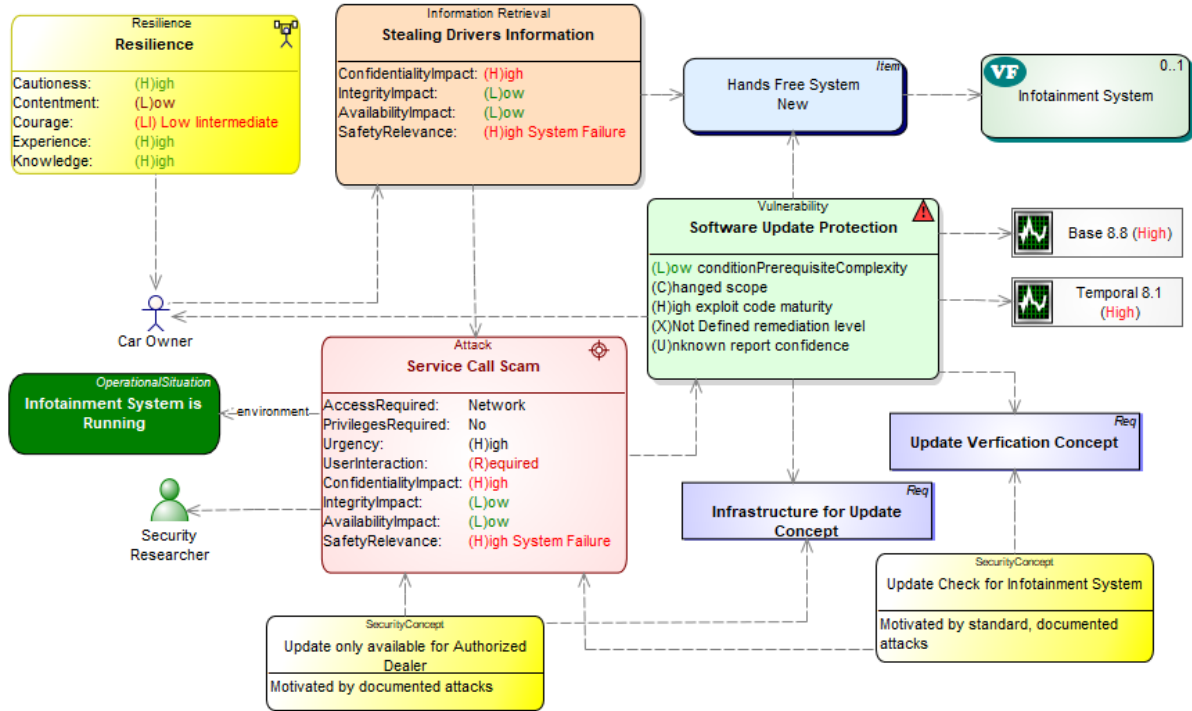 Resilience
Resilience
Cautioness: (H)igh
Contentment: (L)ow
Courage: (LI) Low Iintermediate
Experience: (H)igh
Knowledge: (H)igh
Information Retrieval
Stealing Drivers Information
ConfidentialityImpact: (H)igh
IntegrityImpact: (L)ow
AvailabilityImpact: (L)ow
SafetyRelevance: (H)igh System Failure
Item
Hands Free System
New
VF
0..1
Infotainment System
Vulnerability
Software Update Protection
(L)ow conditionPrerequisiteComplexity
(C)hanged scope
(H)igh exploit code maturity
(X)Not Defined remediation level
(U)nknown report confidence
Base 8.8 (High)
Temporal 8.1
(High)
Car Owner
OperationalSituation
Infotainment System is
Running
environment
Attack
Service Call Scam
AccessRequired: Network
PrivilegesRequired: No
Urgency: (H)igh
UserInteraction: (R)equired
ConfidentialityImpact: (H)igh
IntegrityImpact: (L)ow
AvailabilityImpact: (L)ow
SafetyRelevance: (H)igh System Failure
Security
Researcher
Req
Update Verfication Concept
Req
Infrastructure for Update
Concept
SecurityConcept
Update Check for Infotainment System
Motivated by standard, documented
attacks
SecurityConcept
Update only available for Authorized
Dealer
Motivated by documented attacks